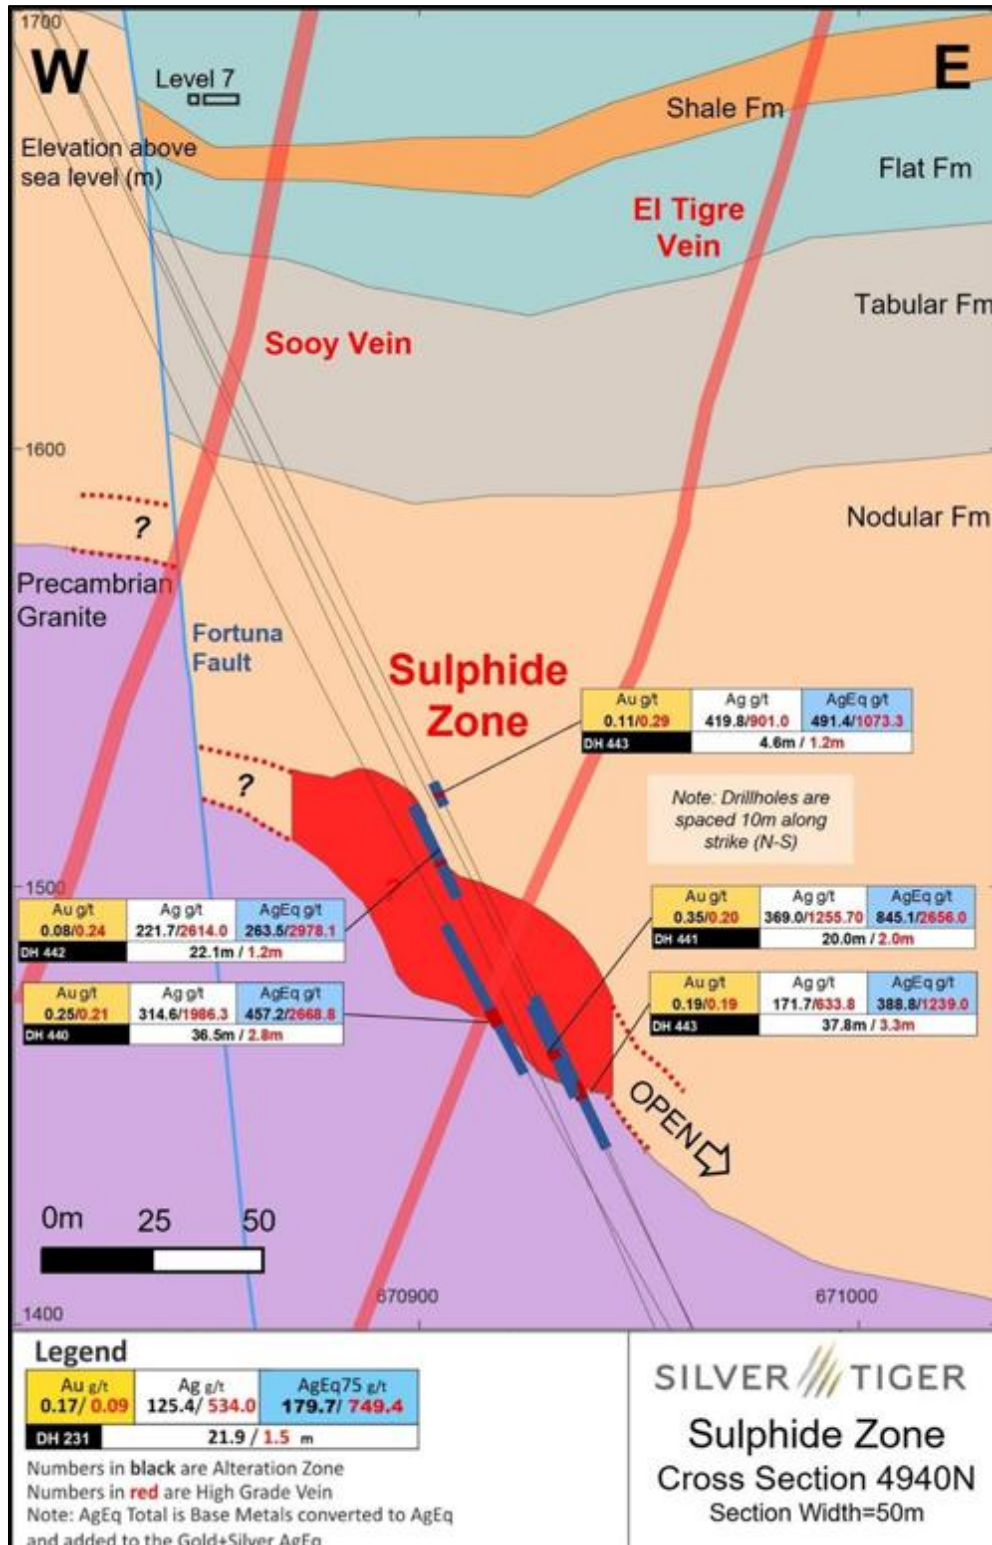 1700
W
E
Level 7
Shale Fm
Elevation above
sea level (m)
Flat Fm
El Tigre
Vein
Tabular Fm
Sooy Vein
1600
Nodular Fm
?
Precambrian
Granite
Fortuna
Fault
Sulphide
Zone
Au g/t Ag g/t AgEq g/t
0.11/0.29 419.8/901.0 491.4/1073.3
DH 443 4.6m / 1.2m
?
Note: Drillholes are
spaced 10m along
strike (N-S)
1500
Au g/t Ag g/t AgEq g/t
0.08/0.24 221.7/2614.0 263.5/2978.1
DH 442 22.1m / 1.2m
Au g/t Ag g/t AgEq g/t
0.35/0.20 369.0/1255.70 845.1/2656.0
DH 441 20.0m / 2.0m
Au g/t Ag g/t AgEq g/t
0.25/0.21 314.6/1986.3 457.2/2668.8
DH 440 36.5m / 2.8m
Au g/t Ag g/t AgEq g/t
0.19/0.19 171.7/633.8 388.8/1239.0
DH 443 37.8m / 3.3m
OPEN
0m 25 50
670900
671000
1400
Legend
Au g/t Ag g/t AgEq75 g/t
0.17/ 0.09 125.4/ 534.0 179.7/ 749.4
DH 231 21.9 / 1.5 m
Numbers in black are Alteration Zone
Numbers in red are High Grade Vein
Note: AgEq Total is Base Metals converted to AgEq
and added to the Gold+Silver AgEq
SILVER TIGER
Sulphide Zone
Cross Section 4940N
Section Width=50m